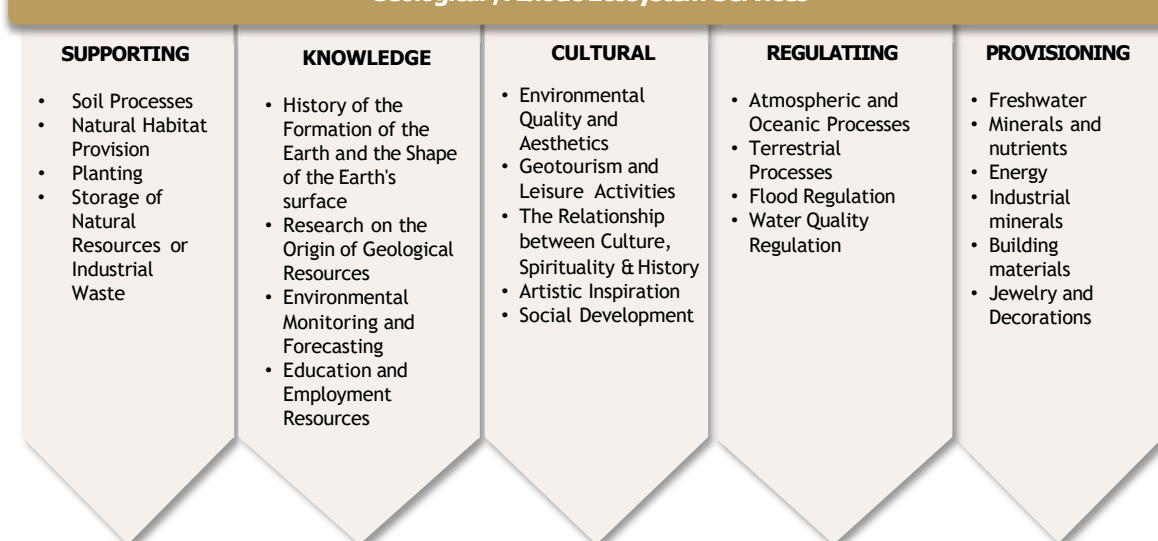 SUPPORTING
• Soil Processes
• Natural Habitat
Provision
• Planting
• Storage of
Natural
Resources or
Industrial
Waste
KNOWLEDGE
• History of the
Formation of the
Earth and the Shape
of the Earth's
surface
• Research on the
Origin of Geological
Resources
• Environmental
Monitoring and
Forecasting
• Education and
Employment
Resources
CULTURAL
• Environmental
Quality and
Aesthetics
• Geotourism and
Leisure Activities
• The Relationship
between Culture,
Spirituality & History
• Artistic Inspiration
• Social Development
REGULATIING
• Atmospheric and
Oceanic Processes
• Terrestrial
Processes
• Flood Regulation
• Water Quality
Regulation
PROVISIONING
• Freshwater
• Minerals and
nutrients
• Energy
• Industrial
minerals
• Building
materials
• Jewelry and
Decorations